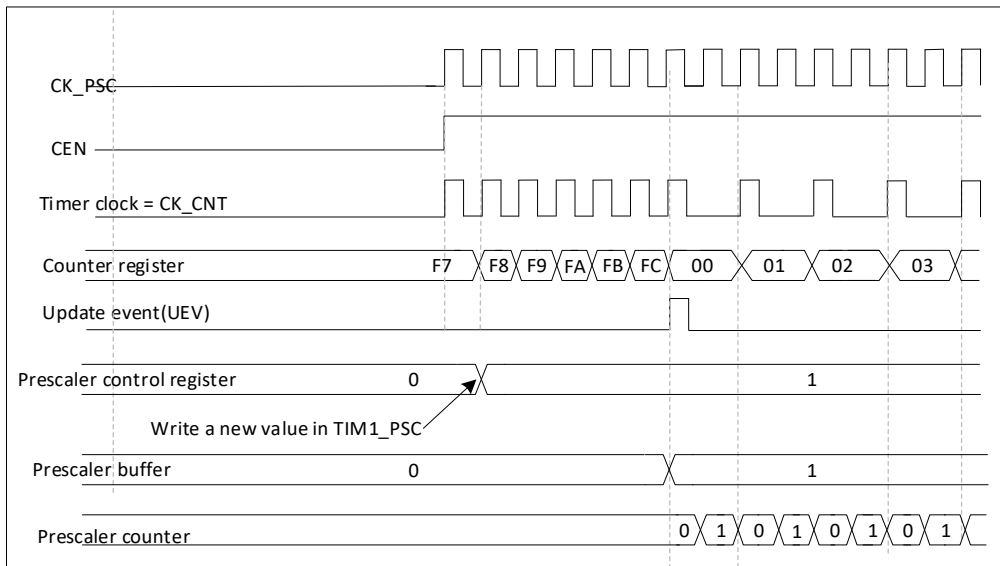 CK_PSC
CEN
Timer clock = CK_CNT
Counter register F7 F8 F9 FA FB FC 00 01 02 03
Update event(UEV)
Prescaler control register 0 1
Write a new value in TIM1_PSC
Prescaler buffer 0 1
Prescaler counter 0 1 0 1 0 1 0 1